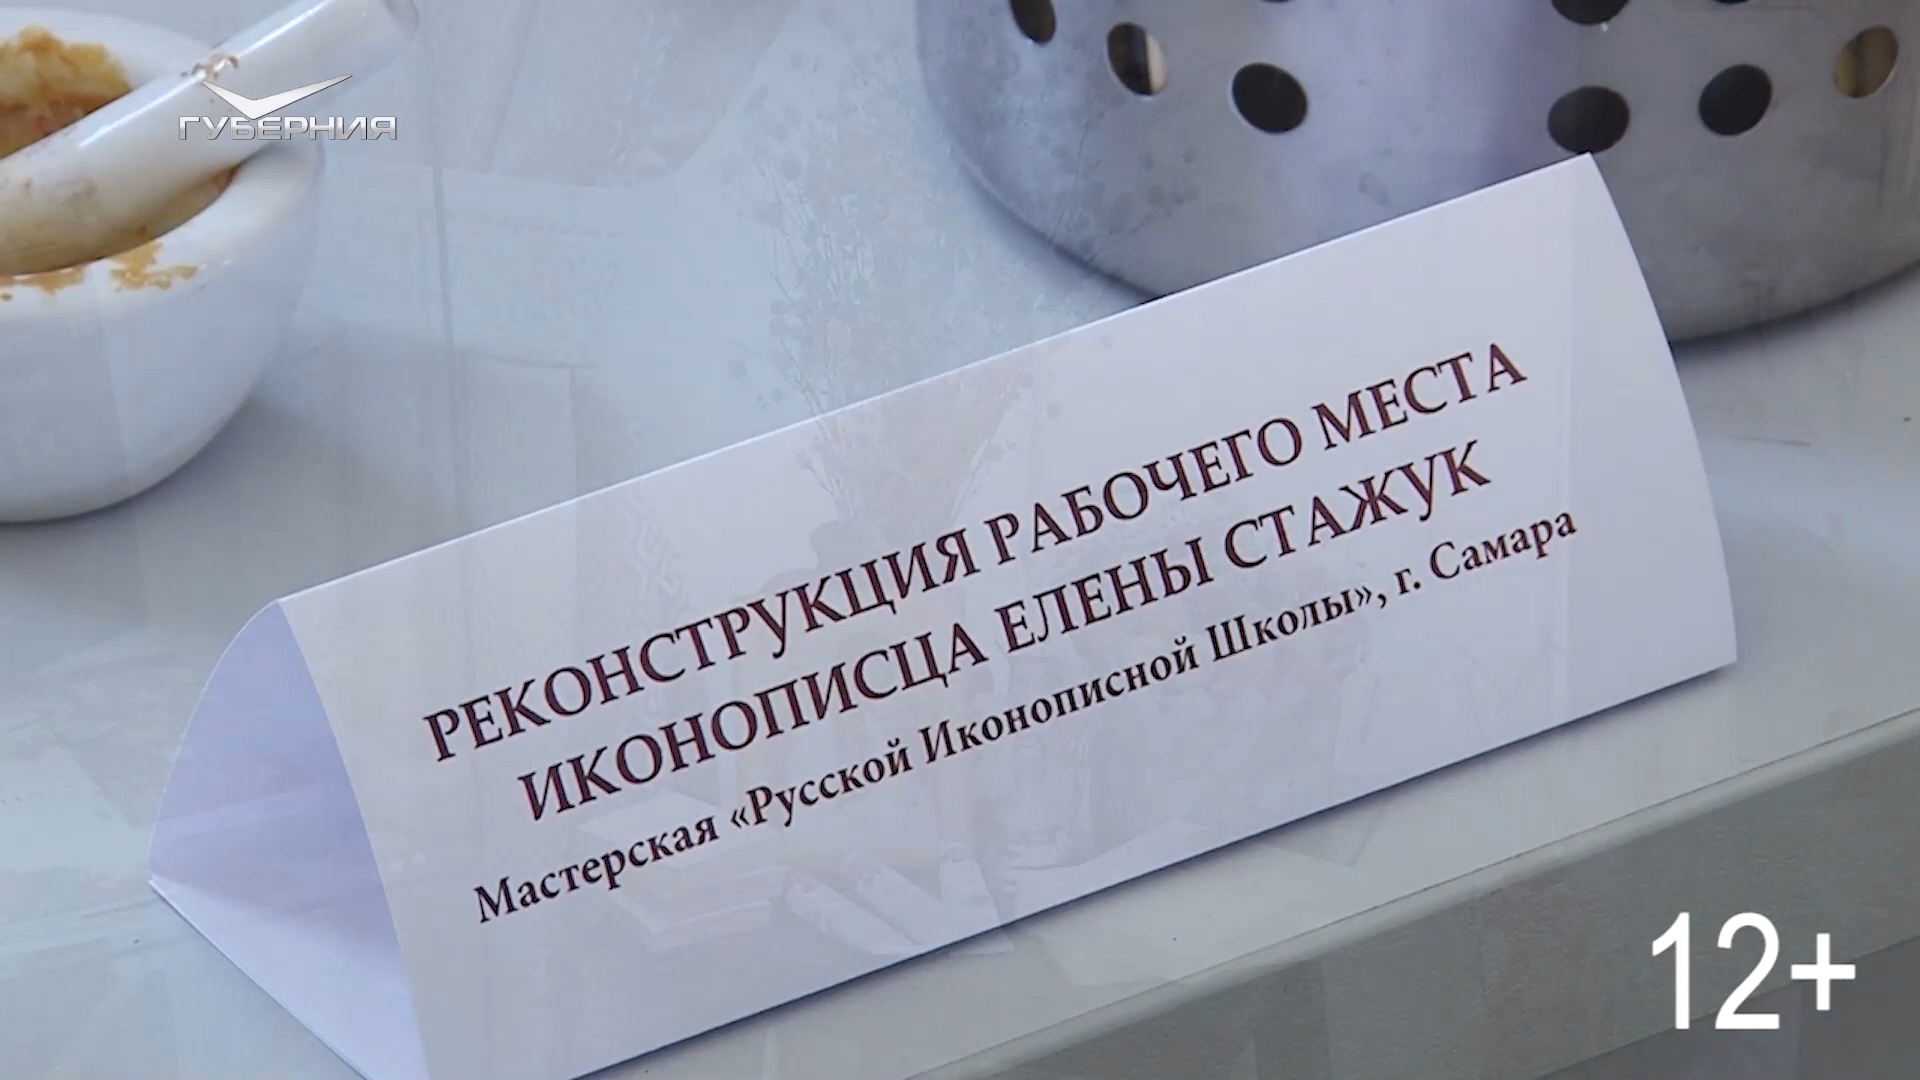 ГУБЕРНИЯ
РЕКОНСТРУКЦИЯ РАБОЧЕГО МЕСТА
ИКОНОПИСЦА ЕЛЕНЫ СТАЖУК
Мастерская «Русской Иконописной Школы», г. Самара
12+